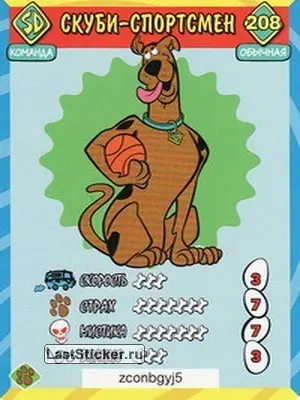 SD СКУБИ-СПОРТСМЕН 208
КОМАНДА ОБЫЧНАЯ
СКОРОСТЬ 3
СТРАХ 7
МИСТИКА 7
3
LastSticker.ru
zconbgyj5